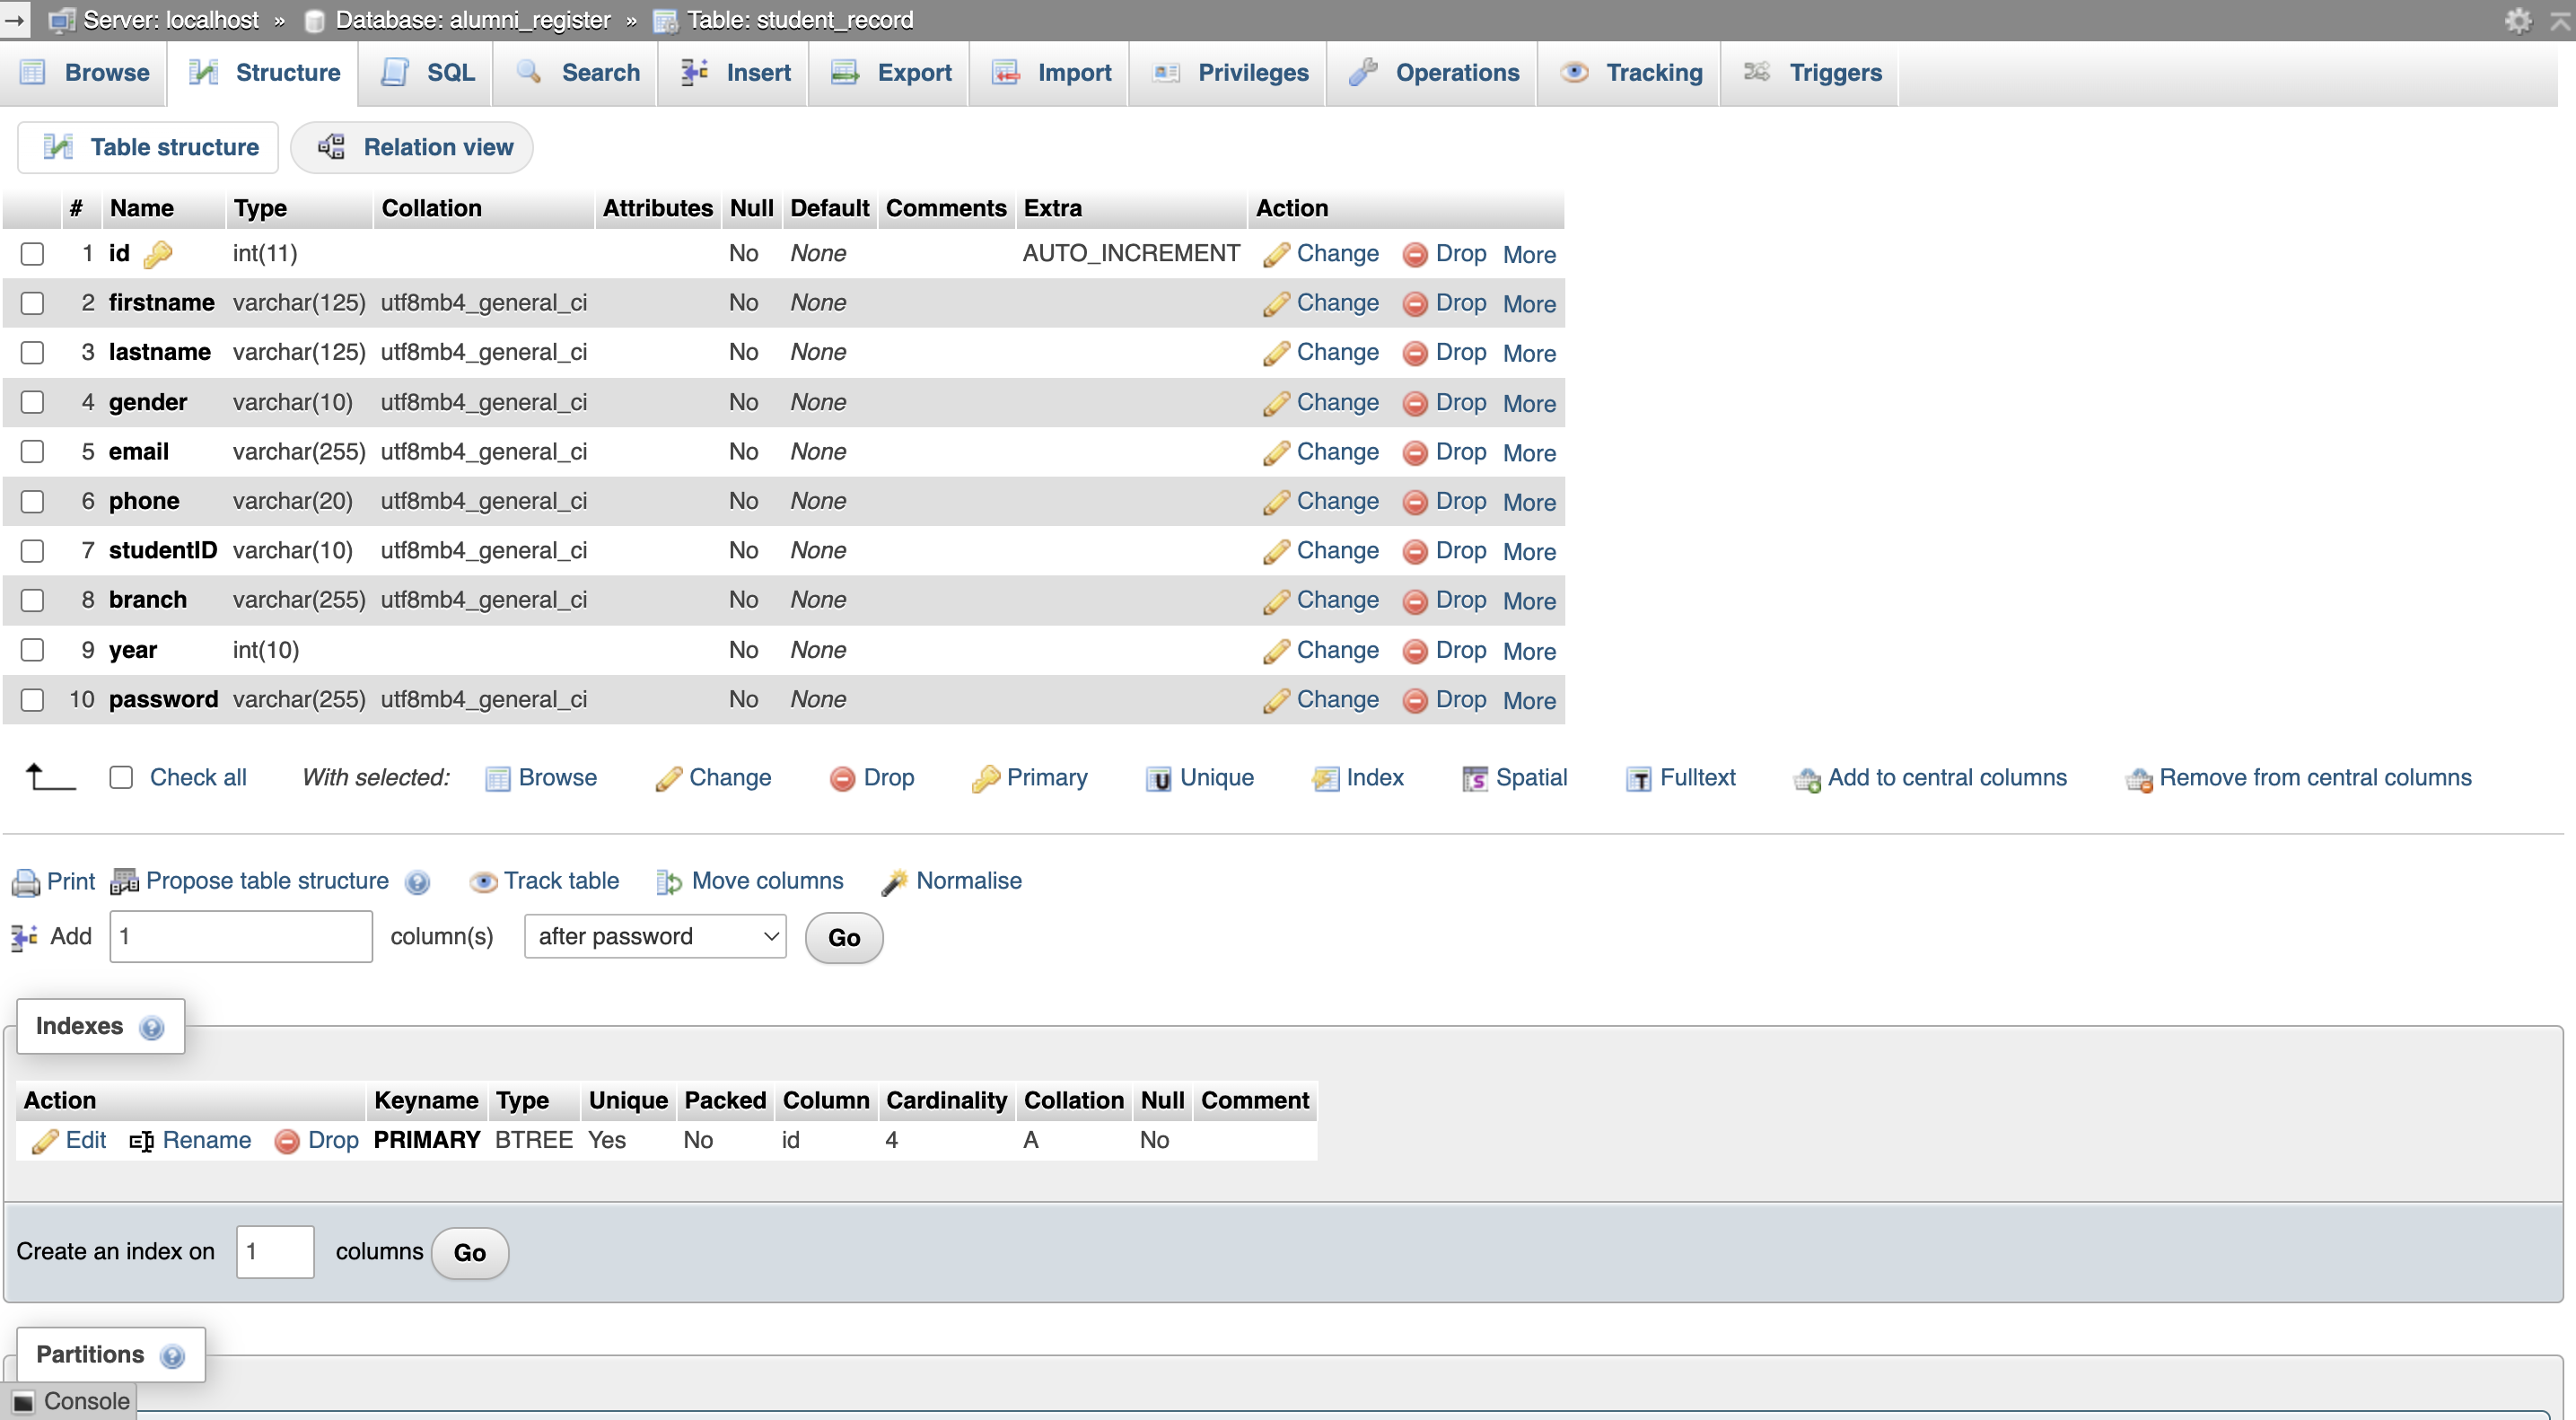 Server: localhost » Database: alumni_register » Table: student_record
Browse Structure SQL Search Insert Export Import Privileges Operations Tracking Triggers
Table structure Relation view
# Name Type Collation Attributes Null Default Comments Extra Action
1 id int(11) No None AUTO_INCREMENT Change Drop More
2 firstname varchar(125) utf8mb4_general_ci No None Change Drop More
3 lastname varchar(125) utf8mb4_general_ci No None Change Drop More
4 gender varchar(10) utf8mb4_general_ci No None Change Drop More
5 email varchar(255) utf8mb4_general_ci No None Change Drop More
6 phone varchar(20) utf8mb4_general_ci No None Change Drop More
7 studentID varchar(10) utf8mb4_general_ci No None Change Drop More
8 branch varchar(255) utf8mb4_general_ci No None Change Drop More
9 year int(10) No None Change Drop More
10 password varchar(255) utf8mb4_general_ci No None Change Drop More
Check all With selected: Browse Change Drop Primary Unique Index Spatial Fulltext Add to central columns Remove from central columns
Print Propose table structure Track table Move columns Normalise
Add 1 column(s) after password Go
Indexes
Action Keyname Type Unique Packed Column Cardinality Collation Null Comment
Edit Rename Drop PRIMARY BTREE Yes No id 4 A No
Create an index on 1 columns Go
Partitions
Console